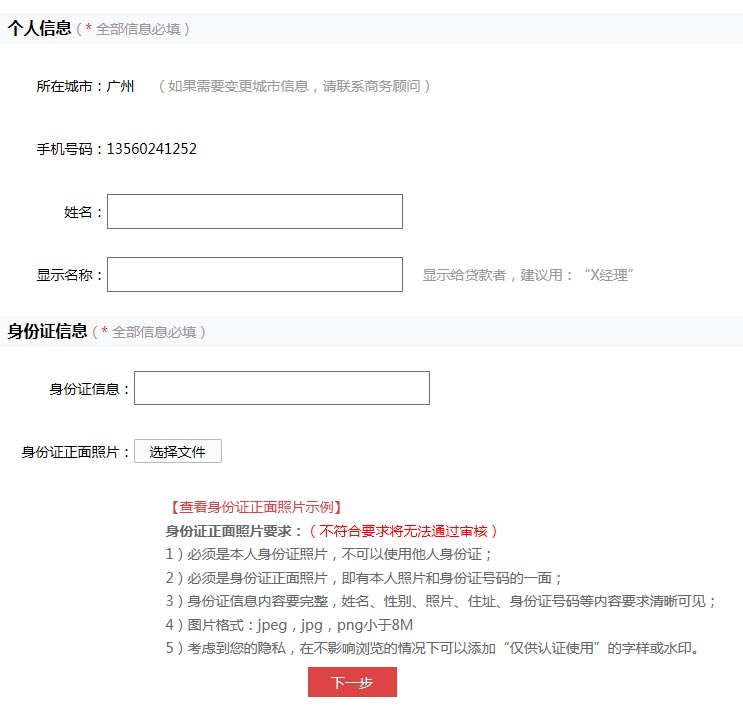 个人信息（ * 全部信息必填 ）
所在城市：广州 （ 如果需要变更城市信息，请联系商务顾问 ）
手机号码：13560241252
姓名：
显示名称： 显示给贷款者，建议用：“X经理”
身份证信息（ * 全部信息必填 ）
身份证信息：
身份证正面照片： 选择文件
【查看身份证正面照片示例】
身份证正面照片要求：（ 不符合要求将无法通过审核 ）
1 ）必须是本人身份证照片，不可以使用他人身份证；
2 ）必须是身份证正面照片，即有本人照片和身份证号码的一面；
3 ）身份证信息内容要完整，姓名、性别、照片、住址、身份证号码等内容要求清晰可见；
4 ）图片格式：jpeg，jpg，png小于8M
5 ）考虑到您的隐私，在不影响浏览的情况下可以添加“仅供认证使用”的字样或水印。
下一步